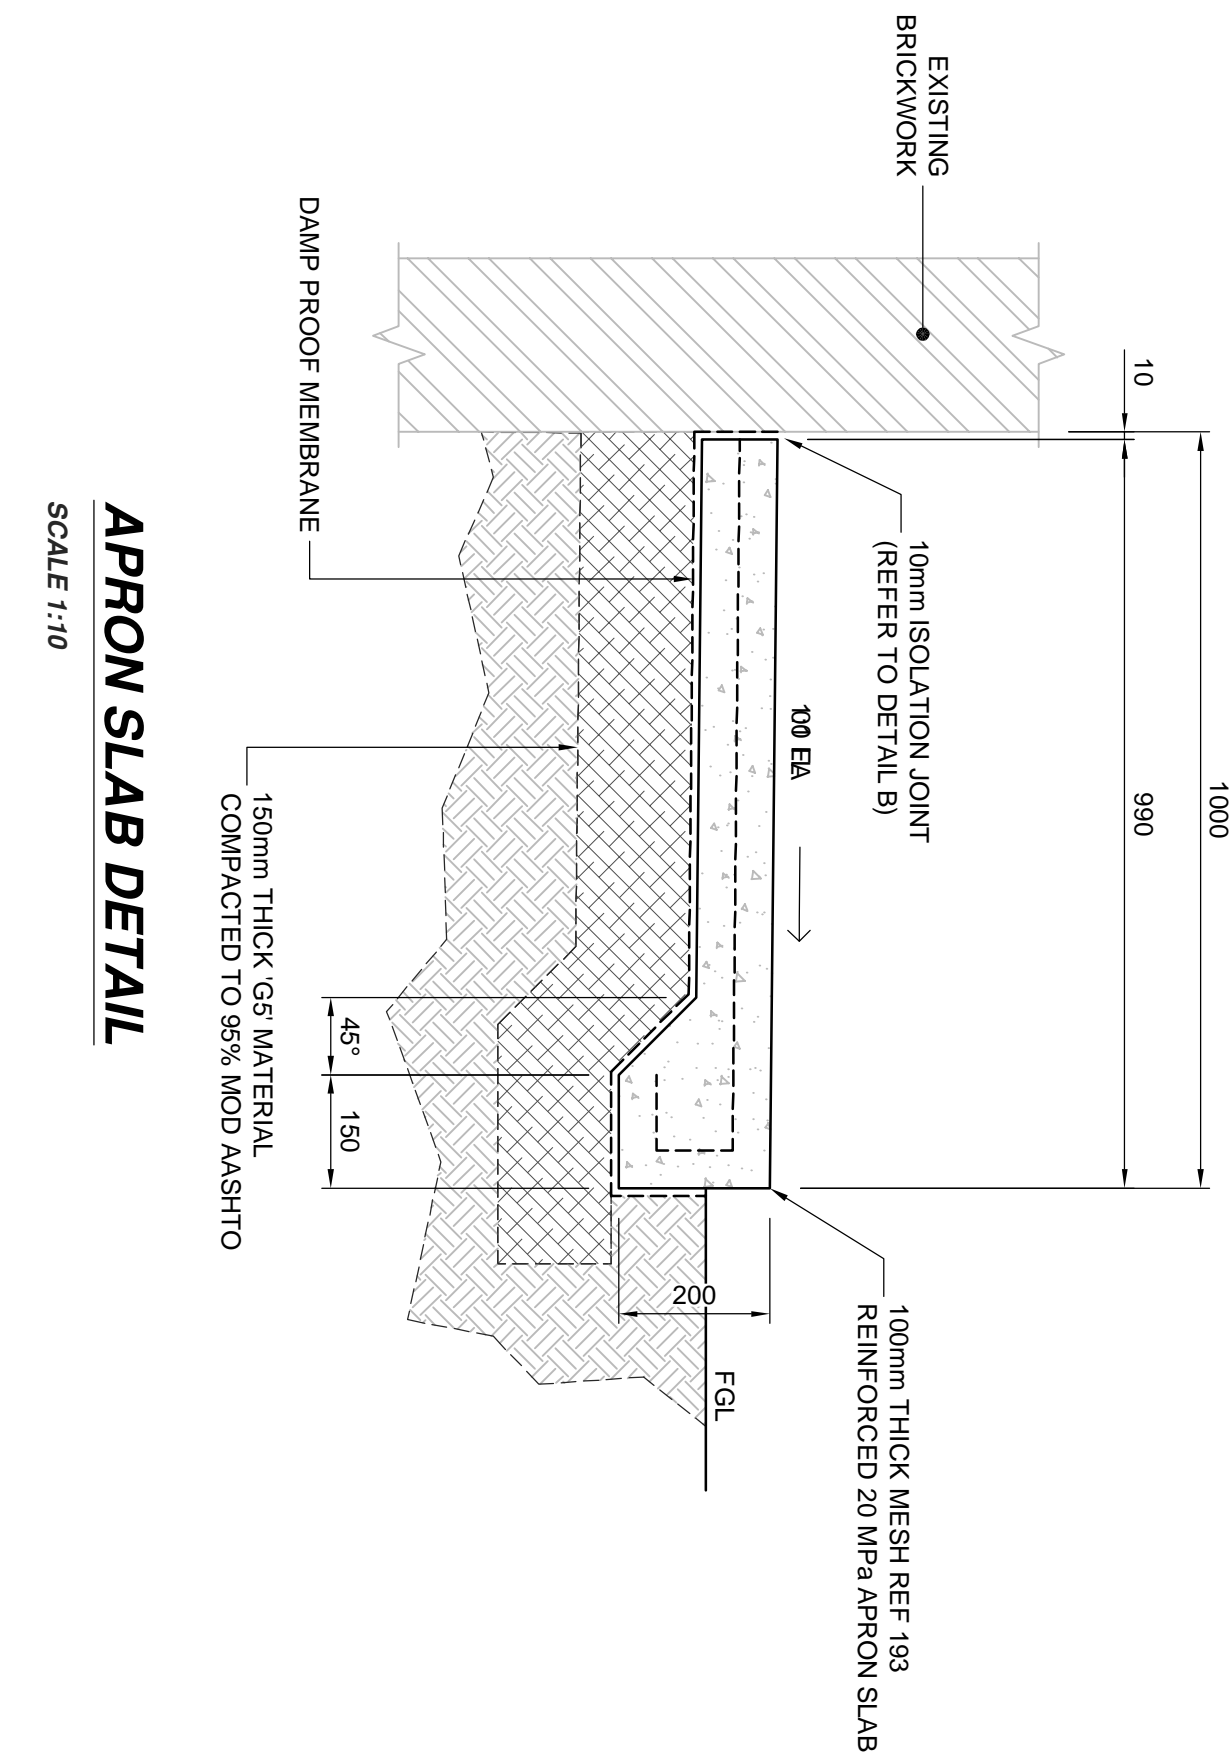 EXISTING
BRICKWORK
10
1000
990
10mm ISOLATION JOINT
(REFER TO DETAIL B)
100mm THICK MESH REF 193
REINFORCED 20 MPa APRON SLAB
FGL
200
DAMP PROOF MEMBRANE
45°
150
150mm THICK 'G5' MATERIAL
COMPACTED TO 95% MOD AASHTO
APRON SLAB DETAIL
SCALE 1:10